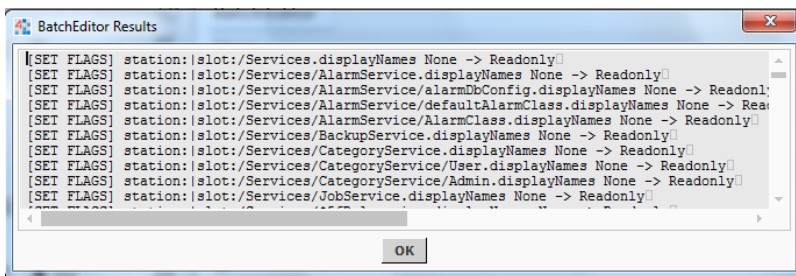 BatchEditor Results
[SET FLAGS] station:|slot:/Services.displayNames None -> Readonly
[SET FLAGS] station:|slot:/Services/AlarmService.displayNames None -> Readonly
[SET FLAGS] station:|slot:/Services/AlarmService/alarmDbConfig.displayNames None -> Readonly
[SET FLAGS] station:|slot:/Services/AlarmService/defaultAlarmClass.displayNames None -> Rea
[SET FLAGS] station:|slot:/Services/AlarmService/AlarmClass.displayNames None -> Readonly
[SET FLAGS] station:|slot:/Services/BackupService.displayNames None -> Readonly
[SET FLAGS] station:|slot:/Services/CategoryService.displayNames None -> Readonly
[SET FLAGS] station:|slot:/Services/CategoryService/User.displayNames None -> Readonly
[SET FLAGS] station:|slot:/Services/CategoryService/Admin.displayNames None -> Readonly
[SET FLAGS] station:|slot:/Services/JobService.displayNames None -> Readonly
OK